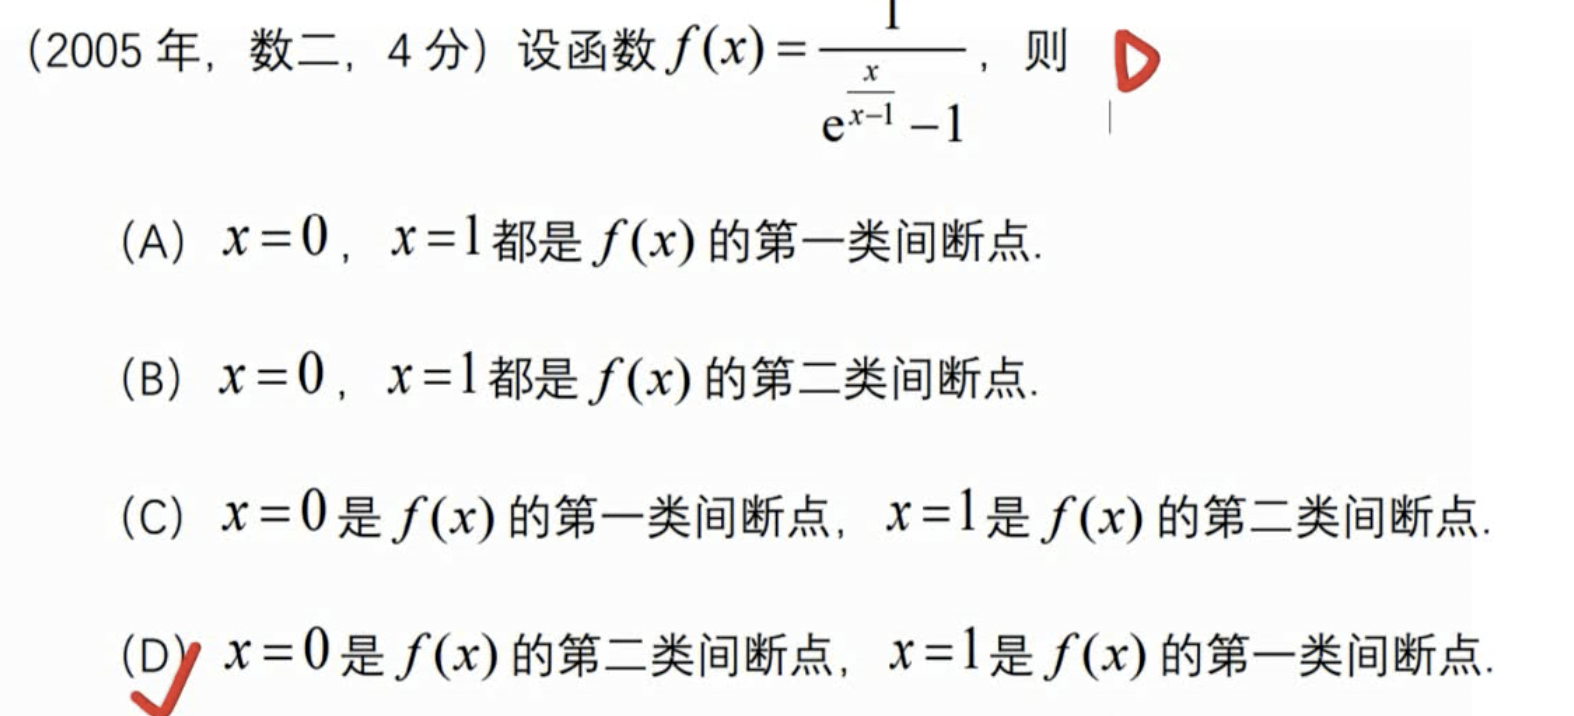 (2005 年，数二，4 分) 设函数 f(x) = 1 / (e^{x/(x−1)} − 1)，则 D
(A) x = 0，x = 1 都是 f(x) 的第一类间断点.
(B) x = 0，x = 1 都是 f(x) 的第二类间断点.
(C) x = 0 是 f(x) 的第一类间断点，x = 1 是 f(x) 的第二类间断点.
(D) x = 0 是 f(x) 的第二类间断点，x = 1 是 f(x) 的第一类间断点.